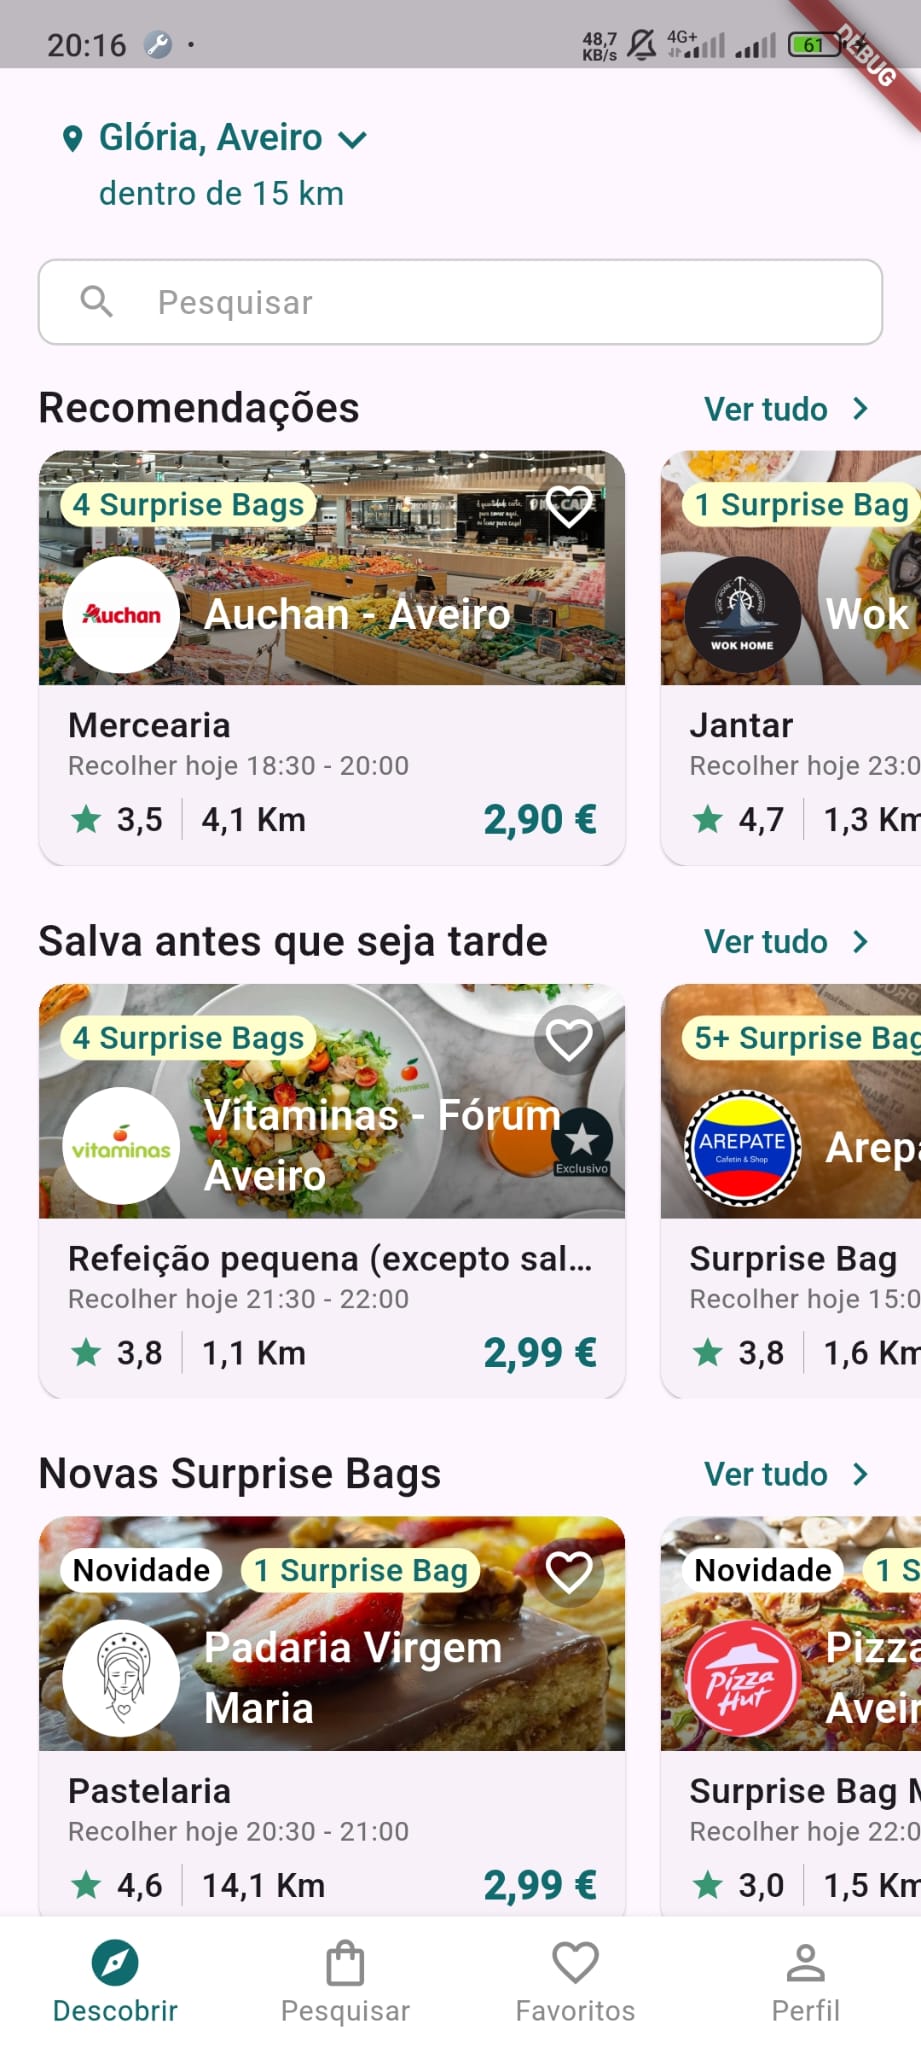 20:16
48,7
KB/s
4G+
61
DEBUG
Glória, Aveiro
dentro de 15 km
Pesquisar
Recomendações
Ver tudo
4 Surprise Bags
Auchan
Auchan - Aveiro
Mercearia
Recolher hoje 18:30 - 20:00
3,5
4,1 Km
2,90 €
1 Surprise Bag
WOK HOME
Wok
Jantar
Recolher hoje 23:0
4,7
1,3 Km
Salva antes que seja tarde
Ver tudo
4 Surprise Bags
vitaminas
vitaminas
Vitaminas - Fórum
Aveiro
Exclusivo
Refeição pequena (excepto sal...
Recolher hoje 21:30 - 22:00
3,8
1,1 Km
2,99 €
5+ Surprise Bag
AREPATE
Cafetin & Shop
Arepa
Surprise Bag
Recolher hoje 15:0
3,8
1,6 Km
Novas Surprise Bags
Ver tudo
Novidade
1 Surprise Bag
Padaria Virgem
Maria
Pastelaria
Recolher hoje 20:30 - 21:00
4,6
14,1 Km
2,99 €
Novidade
1 S
Pizza
Hut
Pizza
Aveir
Surprise Bag M
Recolher hoje 22:0
3,0
1,5 Km
Descobrir
Pesquisar
Favoritos
Perfil